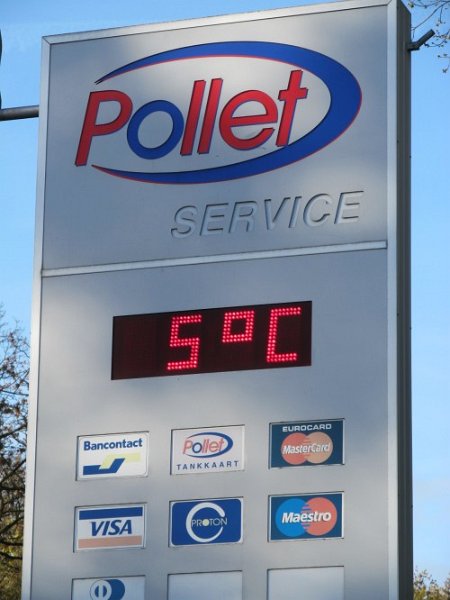 Pollet
SERVICE
5°C
Bancontact
Pollet
TANKKAART
EUROCARD
MasterCard
VISA
PROTON
Maestro